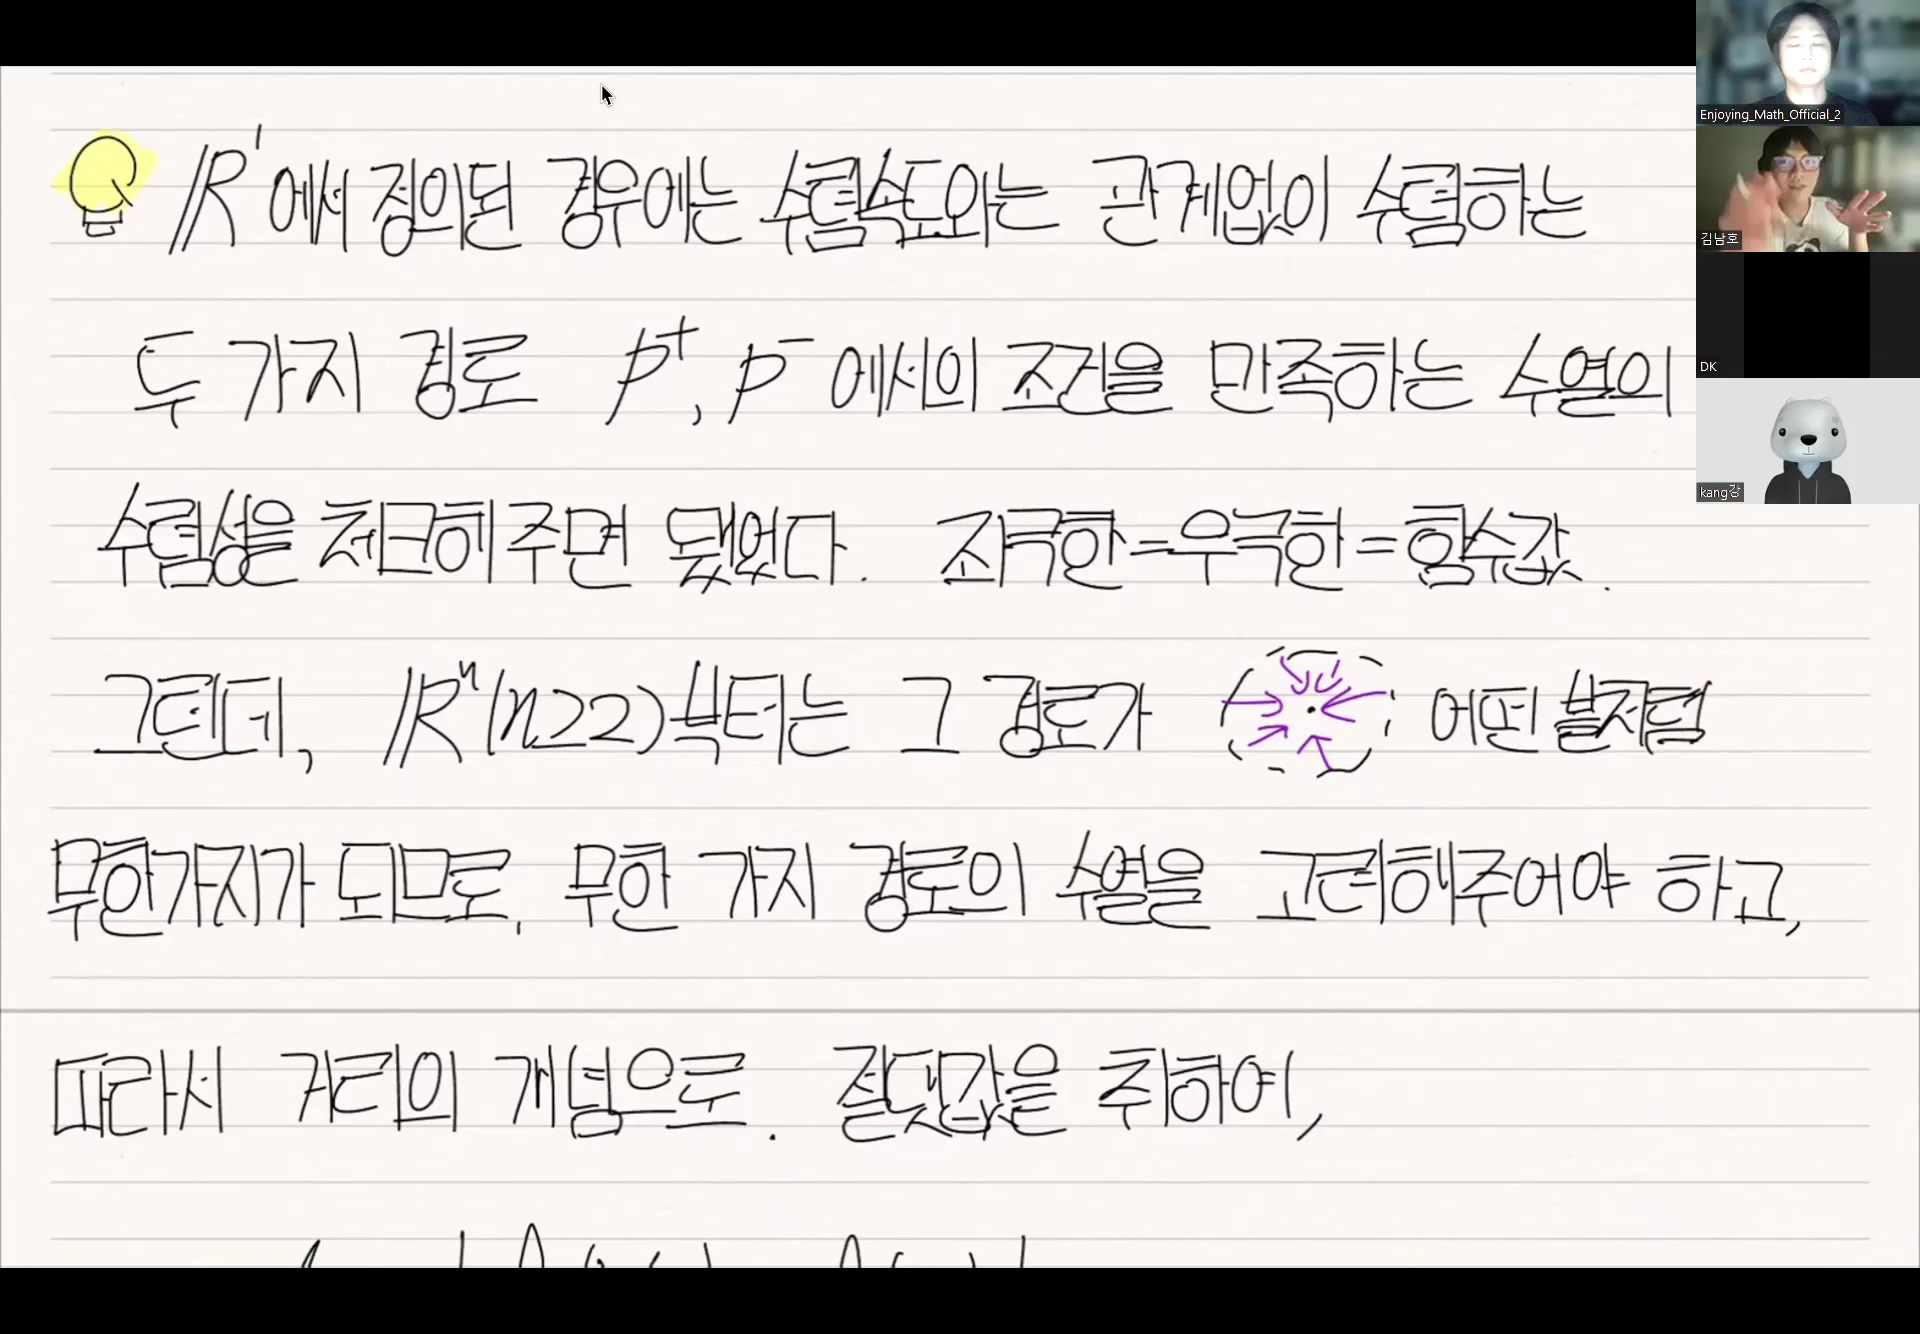 R¹에서 정의된 경우에는 수렴속도와는 관계없이 수렴하는
두 가지 경로 p⁺, p⁻에서의 조건을 만족하는 수열의
수렴성을 체크해주면 됐었다. 좌극한=우극한=함수값.
그런데, Rⁿ(n≥2)부터는 그 경로가 어떤 볼처럼
무한가지가 되므로, 무한 가지 경로의 수열을 고려해주어야 하고,
따라서 거리의 개념으로. 절댓값을 취하여,
Enjoying_Math_Official_2
김남호
DK
kang강